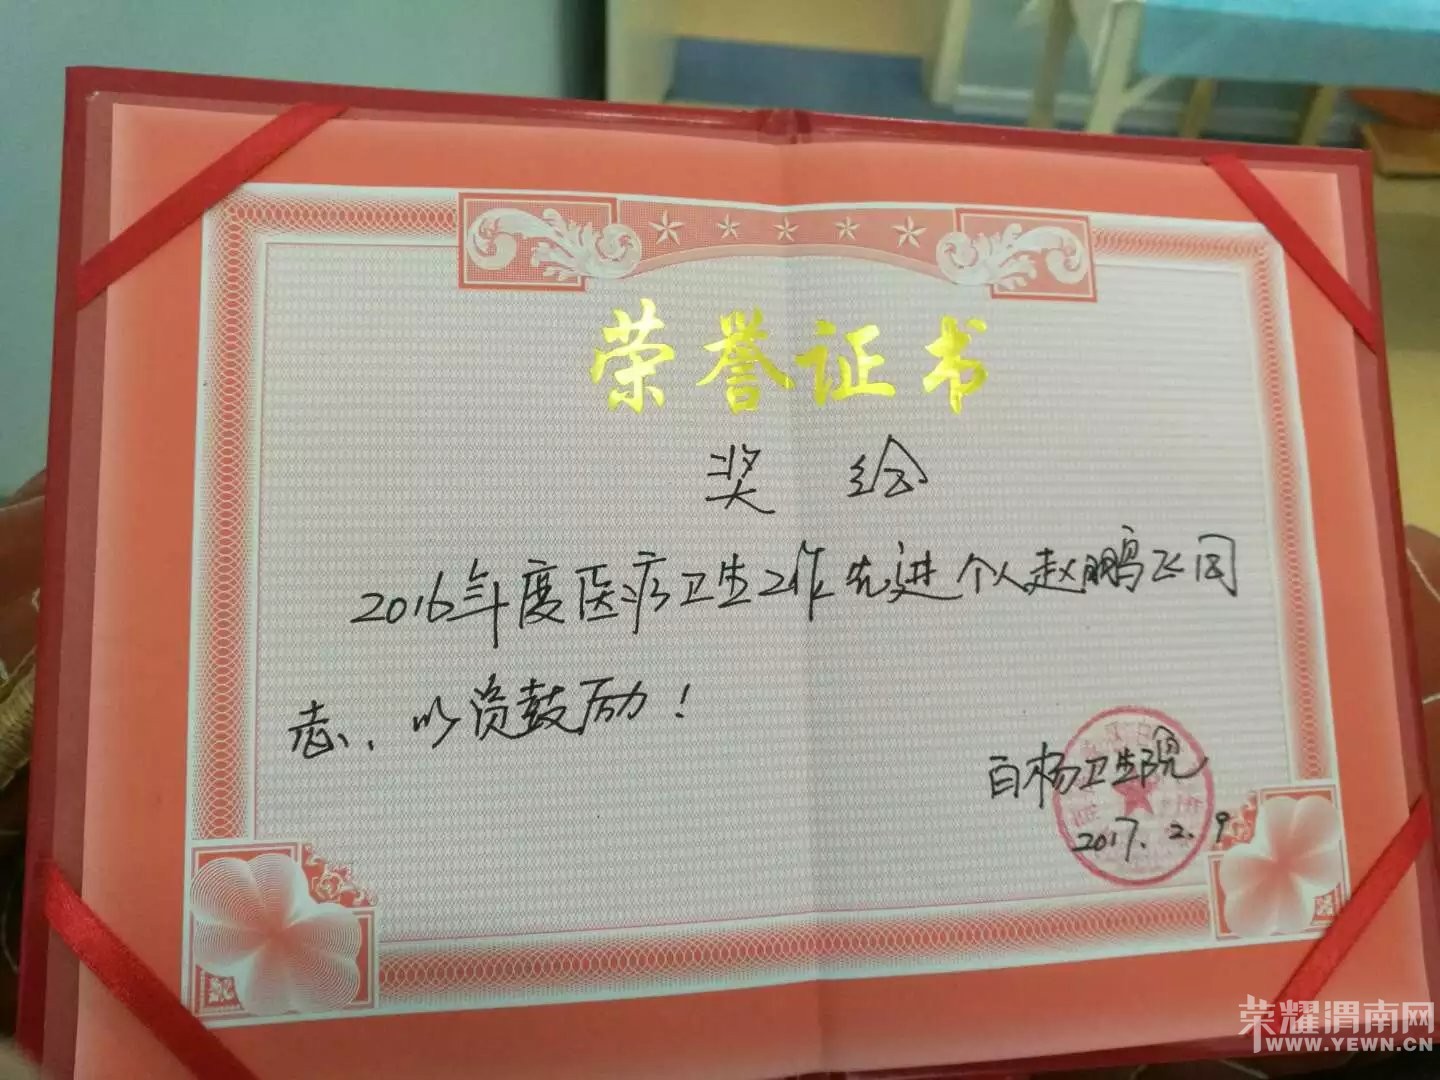 荣誉证书
奖给
2016年度医疗卫生工作先进个人赵鹏飞同
志、以资鼓励！
白杨卫生院
2017.2.9
荣耀渭南网
WWW.YEWN.CN